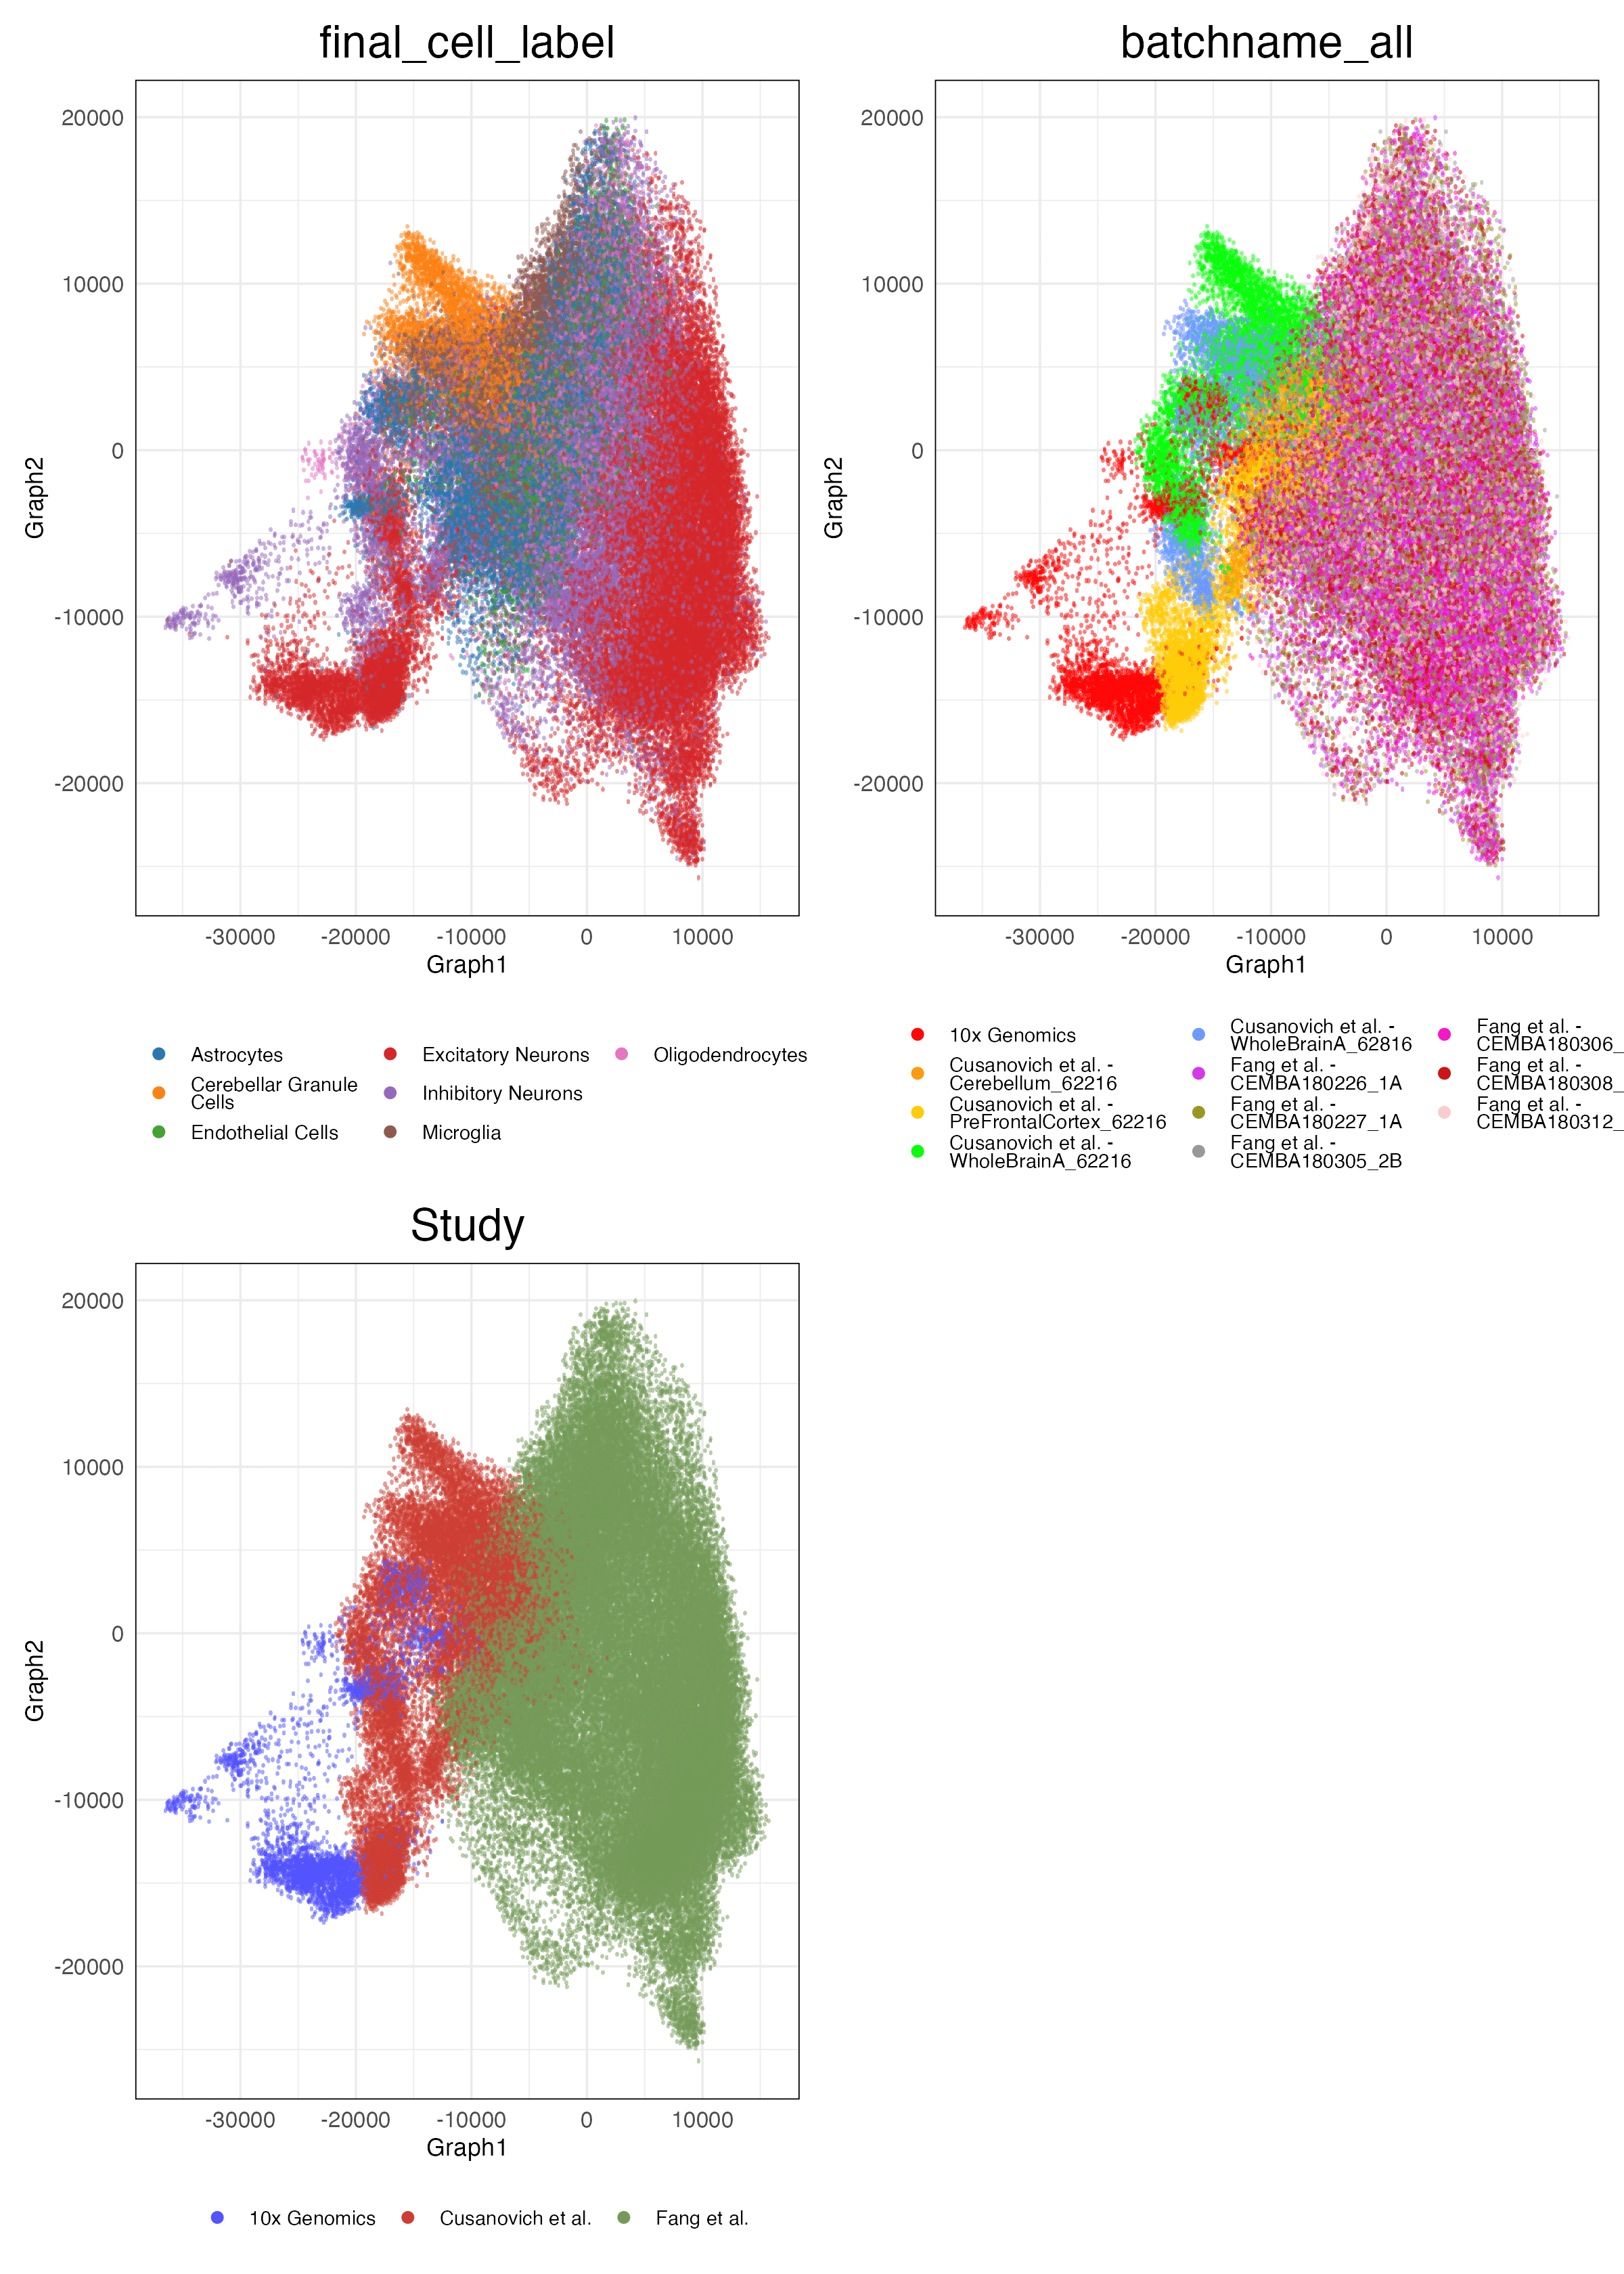 final_cell_label
20000
10000
0
-10000
-20000
Graph2
-30000 -20000 -10000 0 10000
Graph1
Astrocytes
Cerebellar Granule
Cells
Endothelial Cells
Excitatory Neurons
Inhibitory Neurons
Microglia
Oligodendrocytes
batchname_all
20000
10000
0
-10000
-20000
Graph2
-30000 -20000 -10000 0 10000
Graph1
10x Genomics
Cusanovich et al. -
Cerebellum_62216
Cusanovich et al. -
PreFrontalCortex_62216
Cusanovich et al. -
WholeBrainA_62216
Cusanovich et al. -
WholeBrainA_62816
Fang et al. -
CEMBA180226_1A
Fang et al. -
CEMBA180227_1A
Fang et al. -
CEMBA180305_2B
Fang et al. -
CEMBA180306_
Fang et al. -
CEMBA180308_
Fang et al. -
CEMBA180312_
Study
20000
10000
0
-10000
-20000
Graph2
-30000 -20000 -10000 0 10000
Graph1
10x Genomics Cusanovich et al. Fang et al.